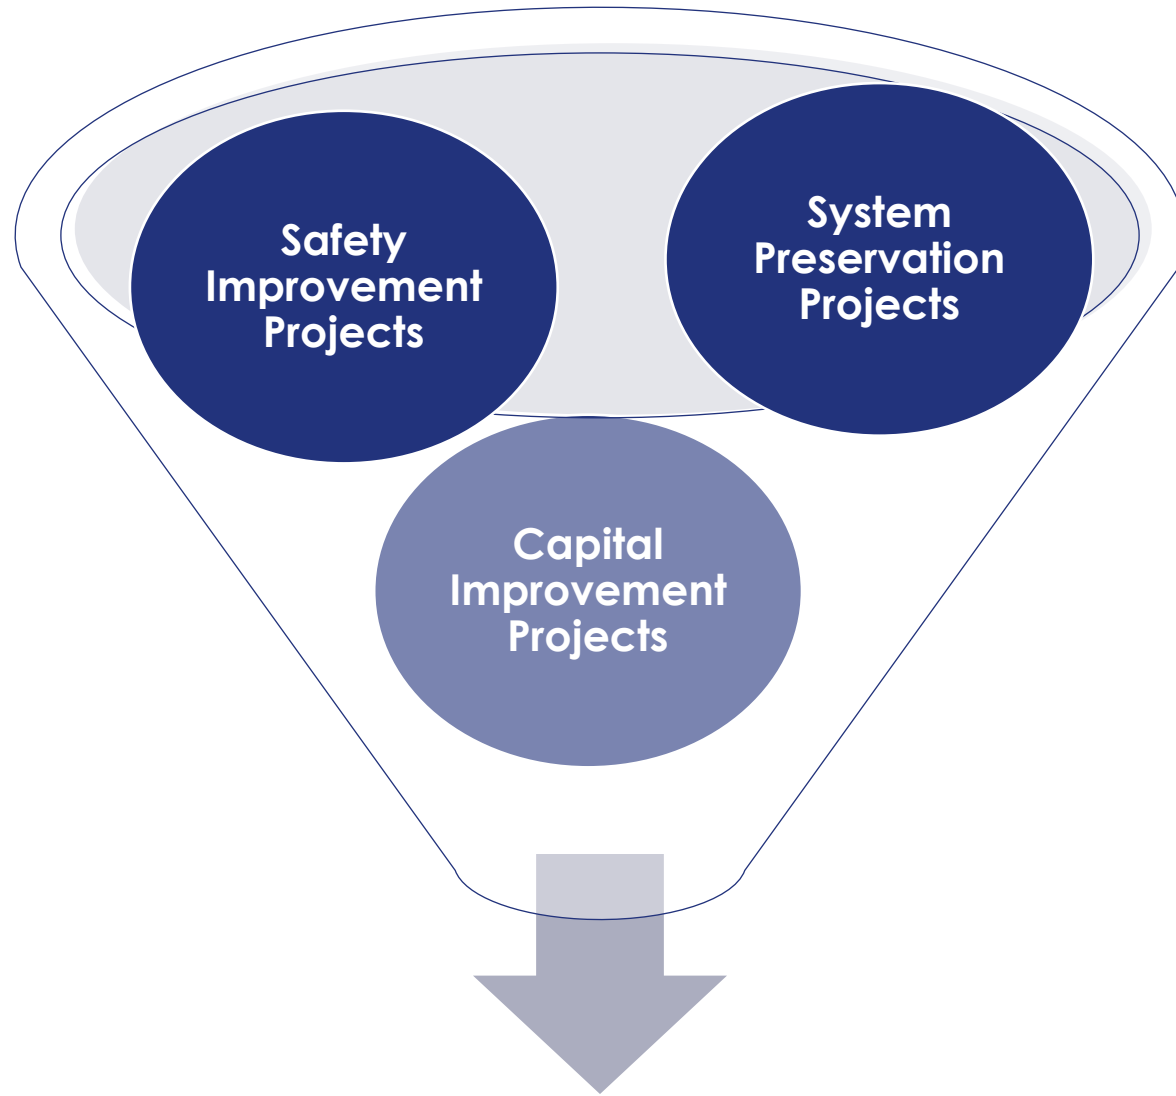 Safety
Improvement
Projects
System
Preservation
Projects
Capital
Improvement
Projects